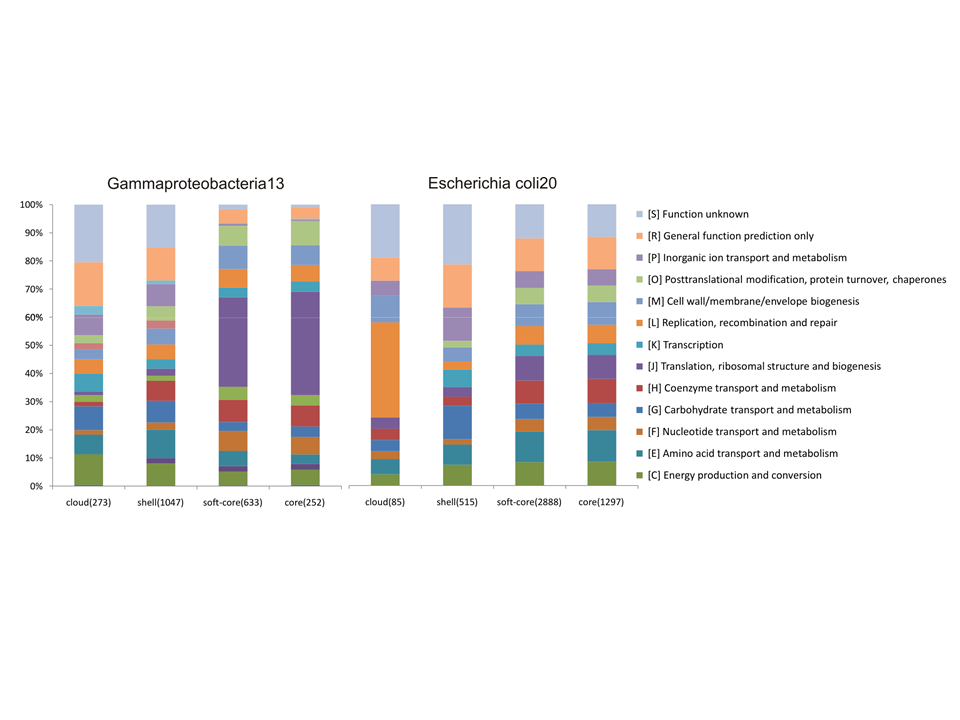 Gammaproteobacteria13
Escherichia coli20
100%
90%
80%
70%
60%
50%
40%
30%
20%
10%
0%
cloud(273)
shell(1047)
soft-core(633)
core(252)
cloud(85)
shell(515)
soft-core(2888)
core(1297)
[S] Function unknown
[R] General function prediction only
[P] Inorganic ion transport and metabolism
[O] Posttranslational modification, protein turnover, chaperones
[M] Cell wall/membrane/envelope biogenesis
[L] Replication, recombination and repair
[K] Transcription
[J] Translation, ribosomal structure and biogenesis
[H] Coenzyme transport and metabolism
[G] Carbohydrate transport and metabolism
[F] Nucleotide transport and metabolism
[E] Amino acid transport and metabolism
[C] Energy production and conversion